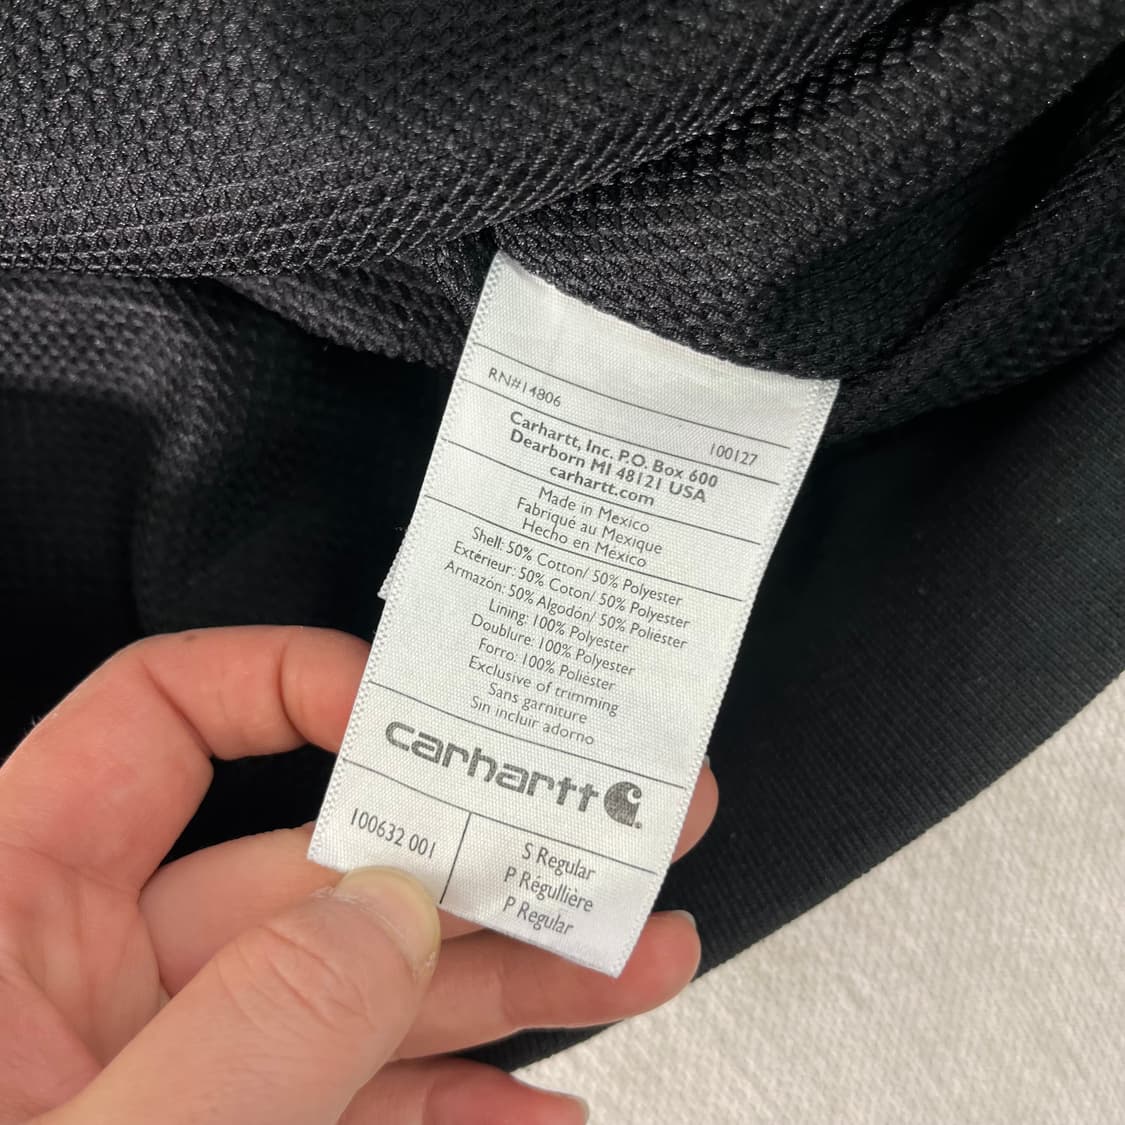 RN#14806
100127
Carhartt, Inc. P.O. Box 600
Dearborn MI 48121 USA
carhartt.com
Made in Mexico
Fabriqué au Mexique
Hecho en México
Shell: 50% Cotton/ 50% Polyester
Extérieur: 50% Coton/ 50% Polyester
Armazón: 50% Algodón/ 50% Poliéster
Lining: 100% Polyester
Doublure: 100% Polyester
Forro: 100% Poliéster
Exclusive of trimming
Sans garniture
Sin incluir adorno
carhartt
100632 001
S Regular
P Régullière
P Regular